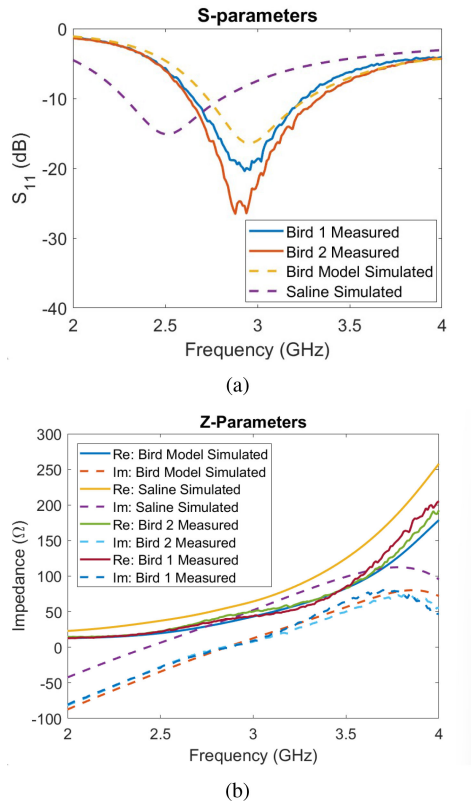 S-parameters
0
-10
-20
-30
-40
S11 (dB)
Bird 1 Measured
Bird 2 Measured
Bird Model Simulated
Saline Simulated
2
2.5
3
3.5
4
Frequency (GHz)
(a)
Z-Parameters
300
250
200
150
100
50
0
-50
-100
Impedance (Ω)
Re: Bird Model Simulated
Im: Bird Model Simulated
Re: Saline Simulated
Im: Saline Simulated
Re: Bird 2 Measured
Im: Bird 2 Measured
Re: Bird 1 Measured
Im: Bird 1 Measured
2
2.5
3
3.5
4
Frequency (GHz)
(b)